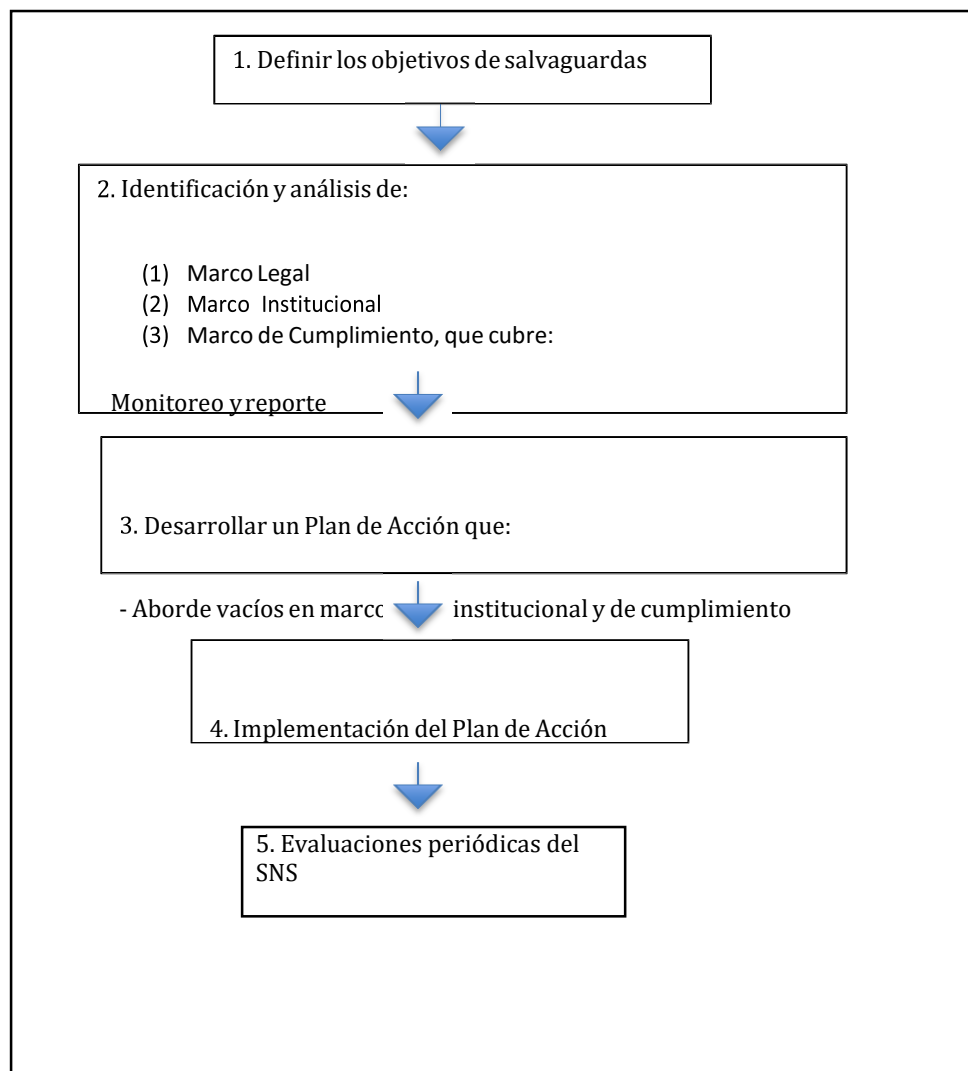 1. Definir los objetivos de salvaguardas
2. Identificación y análisis de:
(1) Marco Legal
(2) Marco Institucional
(3) Marco de Cumplimiento, que cubre:
Monitoreo y reporte
3. Desarrollar un Plan de Acción que:
- Aborde vacíos en marco institucional y de cumplimiento
4. Implementación del Plan de Acción
5. Evaluaciones periódicas del
SNS